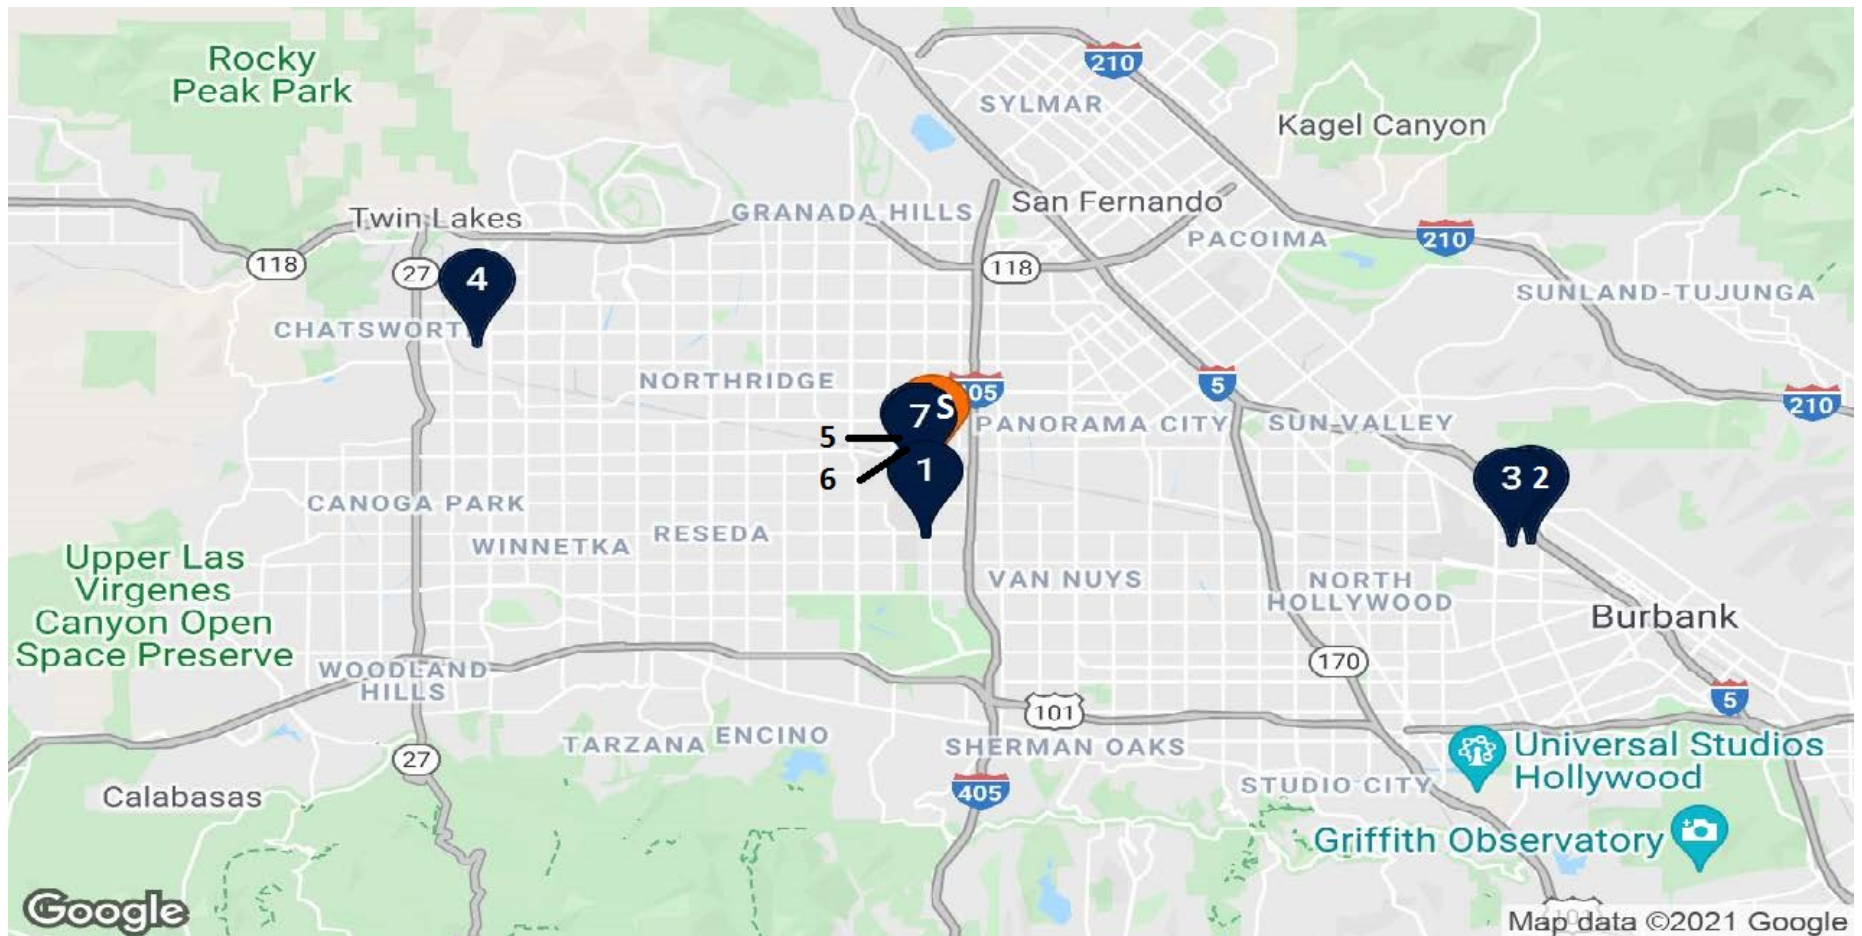 Rocky
Peak Park
210
SYLMAR
Kagel Canyon
Twin Lakes
GRANADA HILLS
San Fernando
PACOIMA
210
118
27
4
118
SUNLAND-TUJUNGA
CHATSWORT
NORTHRIDGE
7
S
05
5
210
5
PANORAMA CITY
SUN VALLEY
6
1
3
2
CANOGA PARK
WINNETKA
RESEDA
Upper Las
Virgenes
Canyon Open
Space Preserve
VAN NUYS
NORTH
HOLLYWOOD
Burbank
WOODLAND
HILLS
170
5
101
TARZANA
ENCINO
SHERMAN OAKS
27
405
STUDIO CITY
Universal Studios
Hollywood
Calabasas
Griffith Observatory
Google
101
Map data ©2021 Google